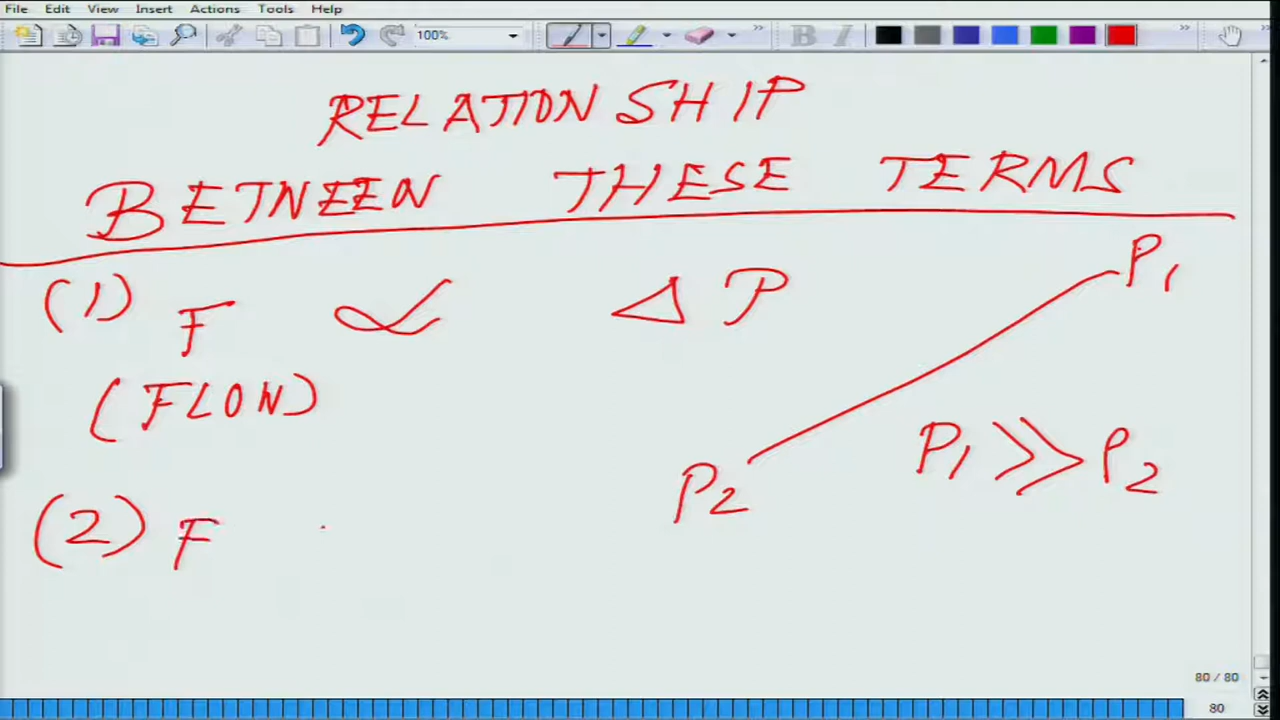 File Edit View Insert Actions Tools Help
100%
RELATIONSHIP
BETWEEN THESE TERMS
(1) F ∝ Δ P
(FLOW)
P1
P2
P1 >> P2
(2) F
80 / 80
80